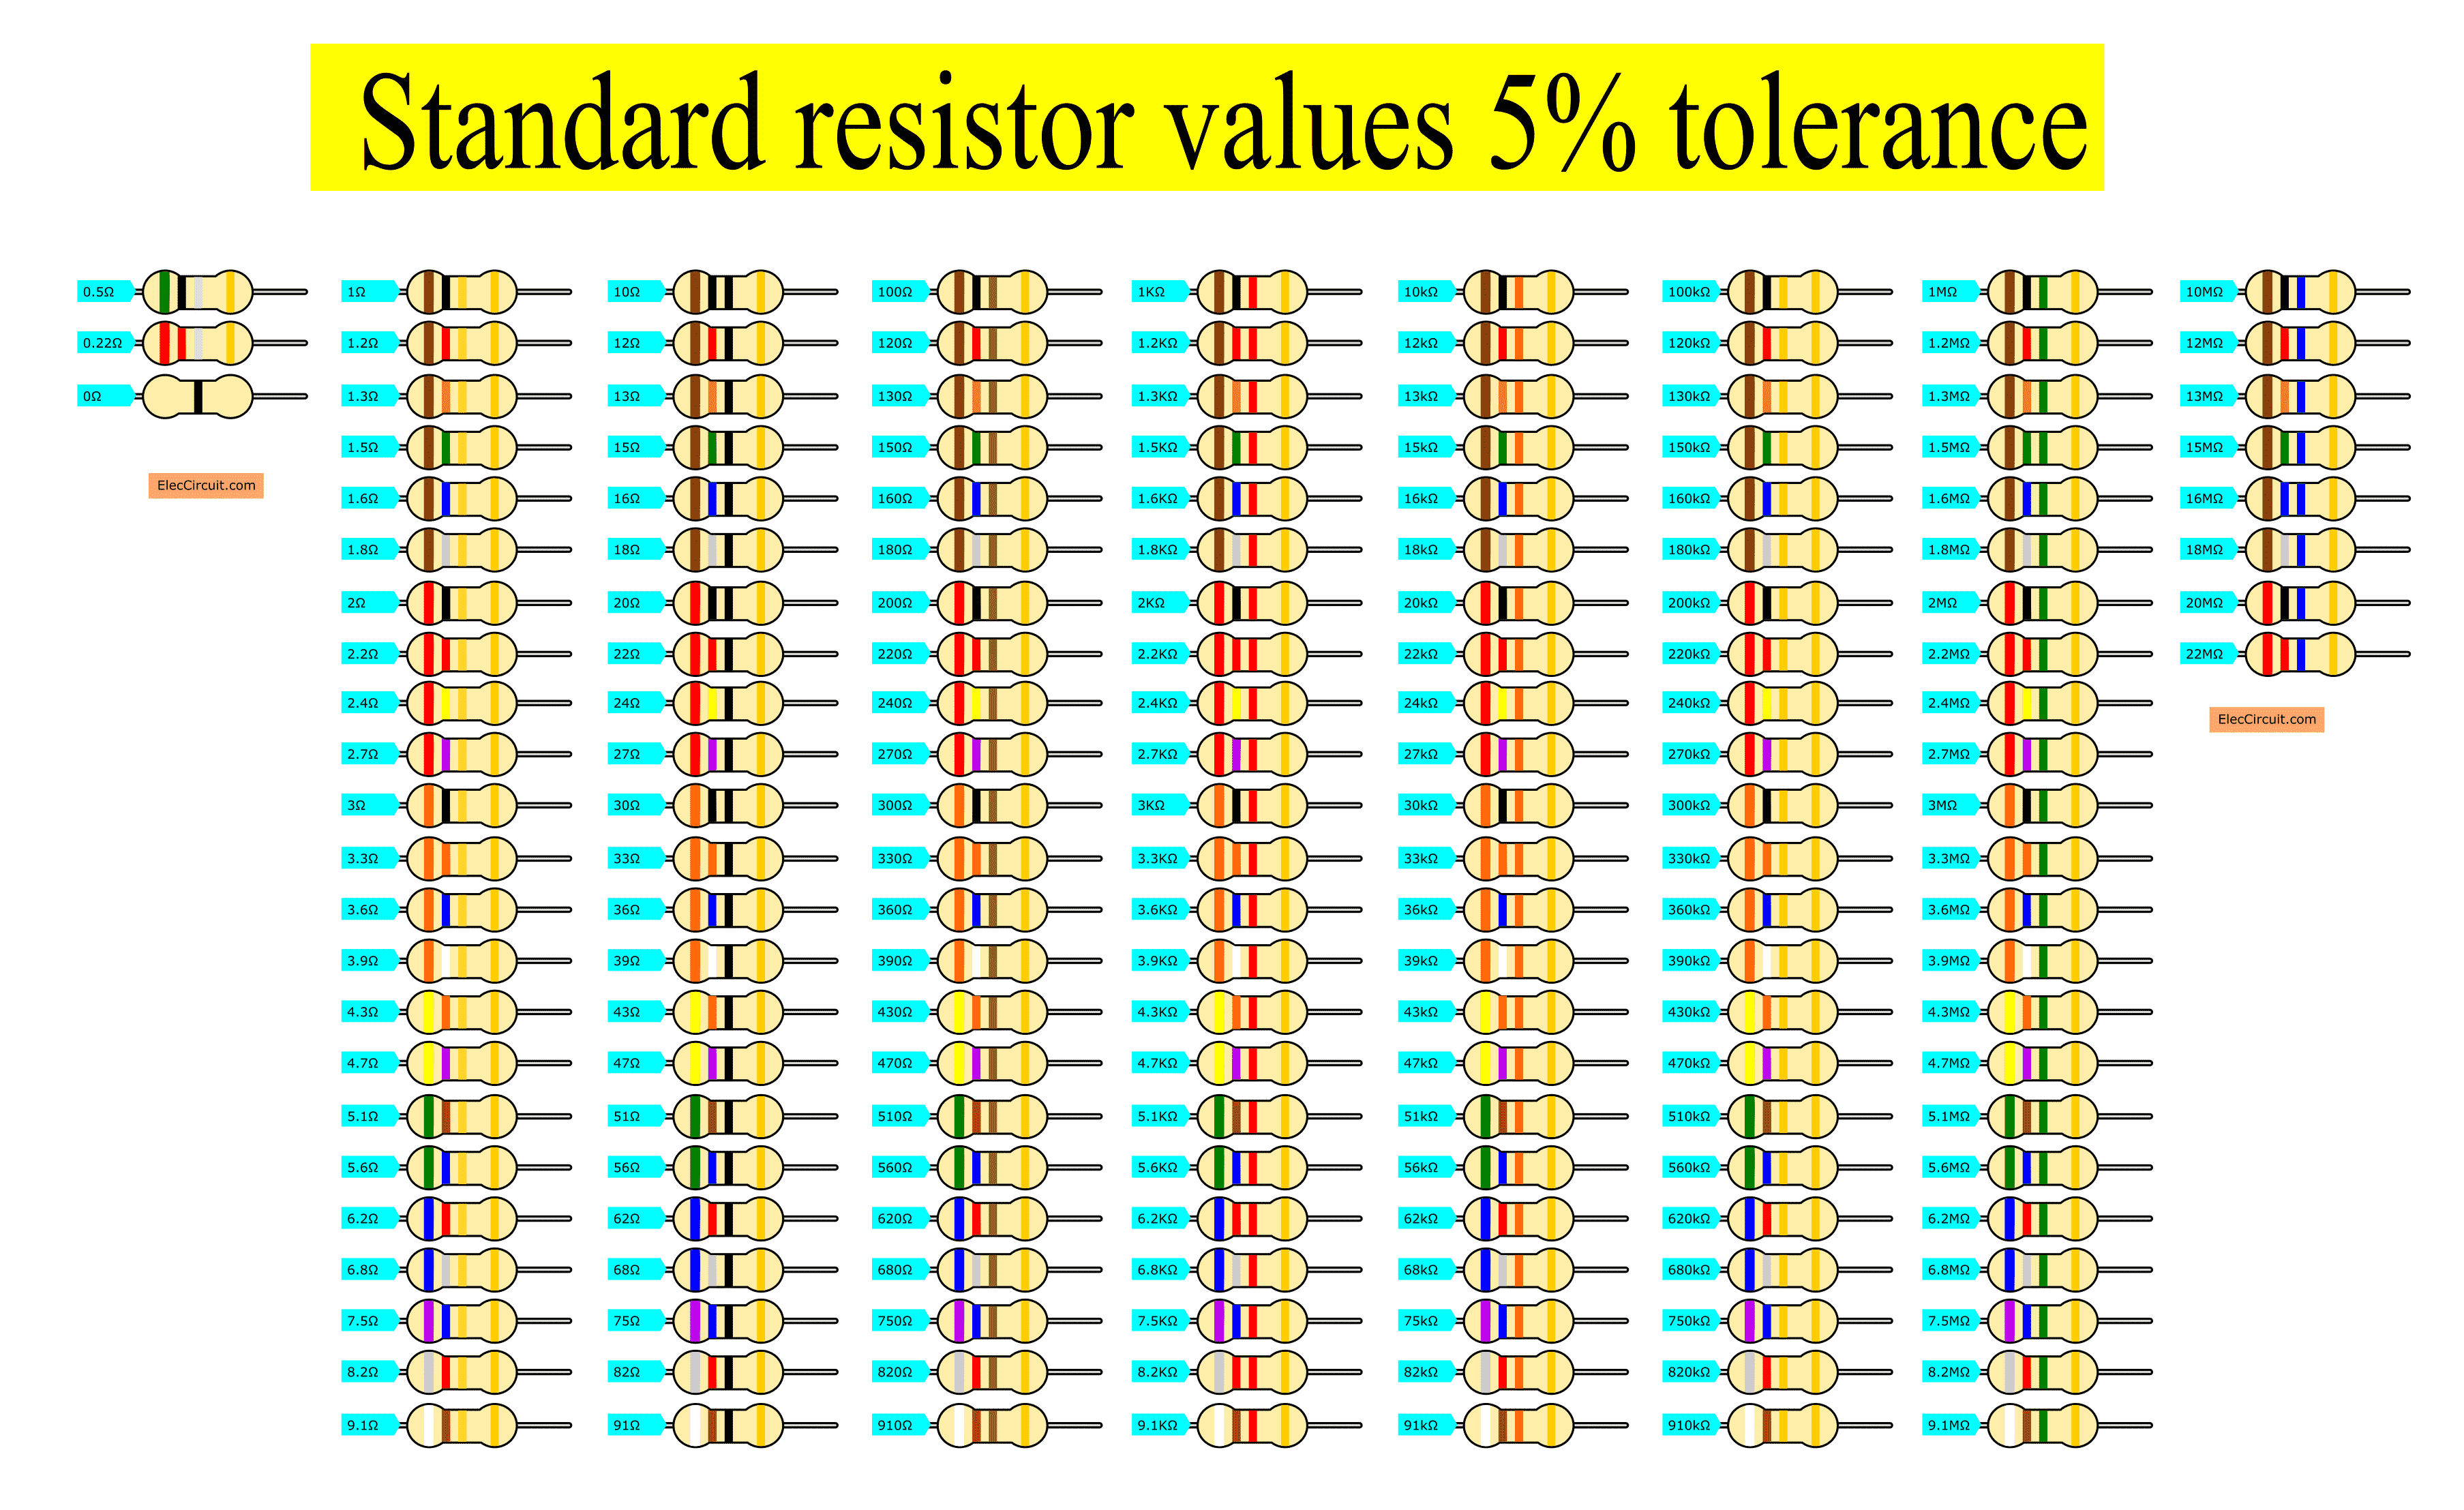 Standard resistor values 5% tolerance
0.5Ω 1Ω 10Ω 100Ω 1KΩ 10kΩ 100kΩ 1MΩ 10MΩ
0.22Ω 1.2Ω 12Ω 120Ω 1.2KΩ 12kΩ 120kΩ 1.2MΩ 12MΩ
0Ω 1.3Ω 13Ω 130Ω 1.3KΩ 13kΩ 130kΩ 1.3MΩ 13MΩ
1.5Ω 15Ω 150Ω 1.5KΩ 15kΩ 150kΩ 1.5MΩ 15MΩ
ElecCircuit.com
1.6Ω 16Ω 160Ω 1.6KΩ 16kΩ 160kΩ 1.6MΩ 16MΩ
1.8Ω 18Ω 180Ω 1.8KΩ 18kΩ 180kΩ 1.8MΩ 18MΩ
2Ω 20Ω 200Ω 2KΩ 20kΩ 200kΩ 2MΩ 20MΩ
2.2Ω 22Ω 220Ω 2.2KΩ 22kΩ 220kΩ 2.2MΩ 22MΩ
2.4Ω 24Ω 240Ω 2.4KΩ 24kΩ 240kΩ 2.4MΩ
ElecCircuit.com
2.7Ω 27Ω 270Ω 2.7KΩ 27kΩ 270kΩ 2.7MΩ
3Ω 30Ω 300Ω 3KΩ 30kΩ 300kΩ 3MΩ
3.3Ω 33Ω 330Ω 3.3KΩ 33kΩ 330kΩ 3.3MΩ
3.6Ω 36Ω 360Ω 3.6KΩ 36kΩ 360kΩ 3.6MΩ
3.9Ω 39Ω 390Ω 3.9KΩ 39kΩ 390kΩ 3.9MΩ
4.3Ω 43Ω 430Ω 4.3KΩ 43kΩ 430kΩ 4.3MΩ
4.7Ω 47Ω 470Ω 4.7KΩ 47kΩ 470kΩ 4.7MΩ
5.1Ω 51Ω 510Ω 5.1KΩ 51kΩ 510kΩ 5.1MΩ
5.6Ω 56Ω 560Ω 5.6KΩ 56kΩ 560kΩ 5.6MΩ
6.2Ω 62Ω 620Ω 6.2KΩ 62kΩ 620kΩ 6.2MΩ
6.8Ω 68Ω 680Ω 6.8KΩ 68kΩ 680kΩ 6.8MΩ
7.5Ω 75Ω 750Ω 7.5KΩ 75kΩ 750kΩ 7.5MΩ
8.2Ω 82Ω 820Ω 8.2KΩ 82kΩ 820kΩ 8.2MΩ
9.1Ω 91Ω 910Ω 9.1KΩ 91kΩ 910kΩ 9.1MΩ